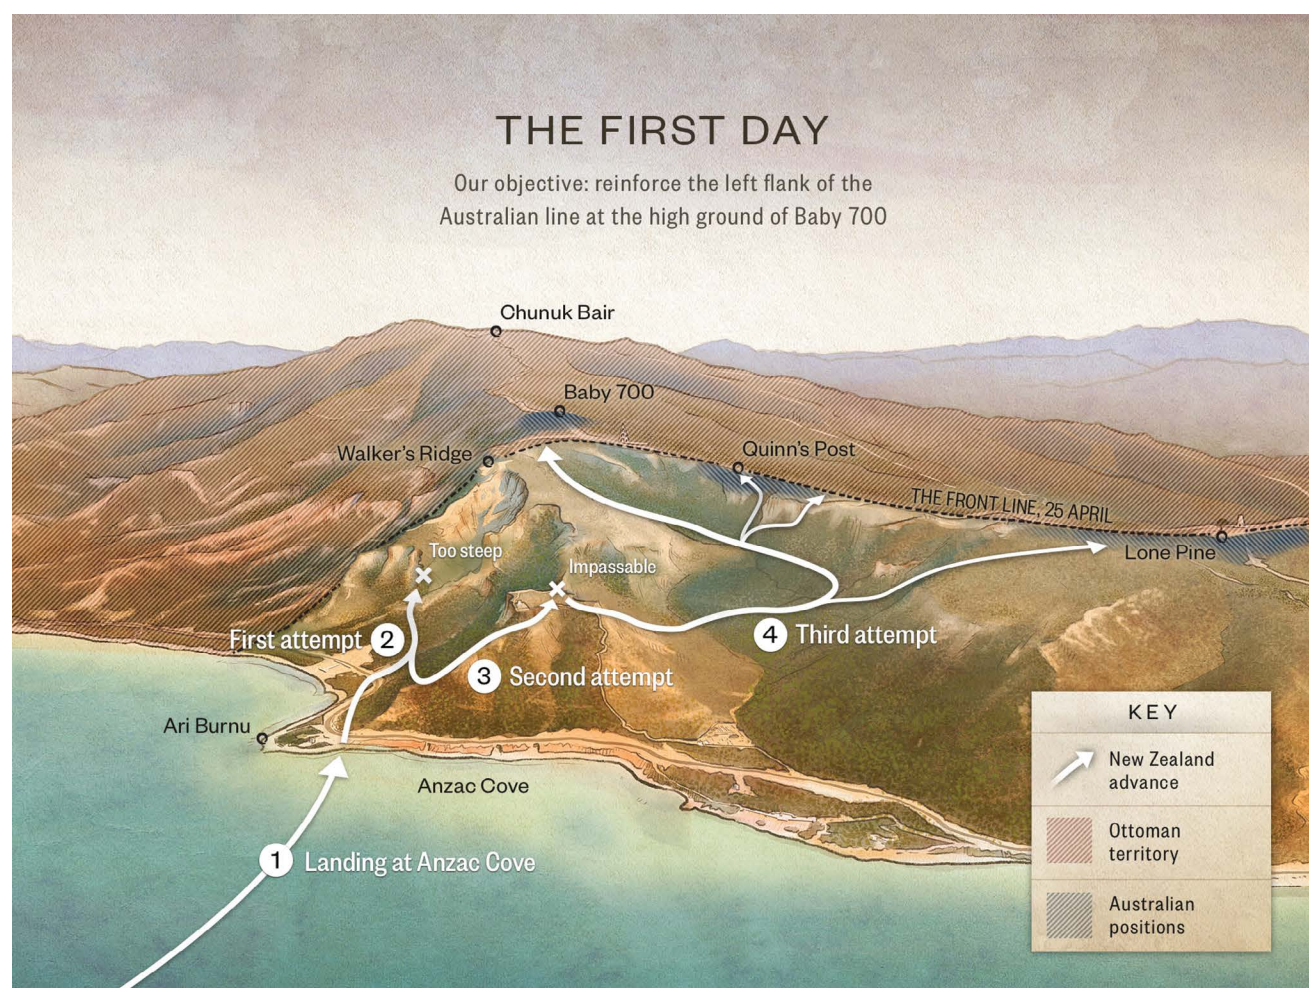 THE FIRST DAY
Our objective: reinforce the left flank of the
Australian line at the high ground of Baby 700
Chunuk Bair
Baby 700
Walker's Ridge
Quinn's Post
THE FRONT LINE, 25 APRIL
Lone Pine
Too steep
Impassable
First attempt 2
4 Third attempt
3 Second attempt
Ari Burnu
Anzac Cove
1 Landing at Anzac Cove
KEY
New Zealand
advance
Ottoman
territory
Australian
positions